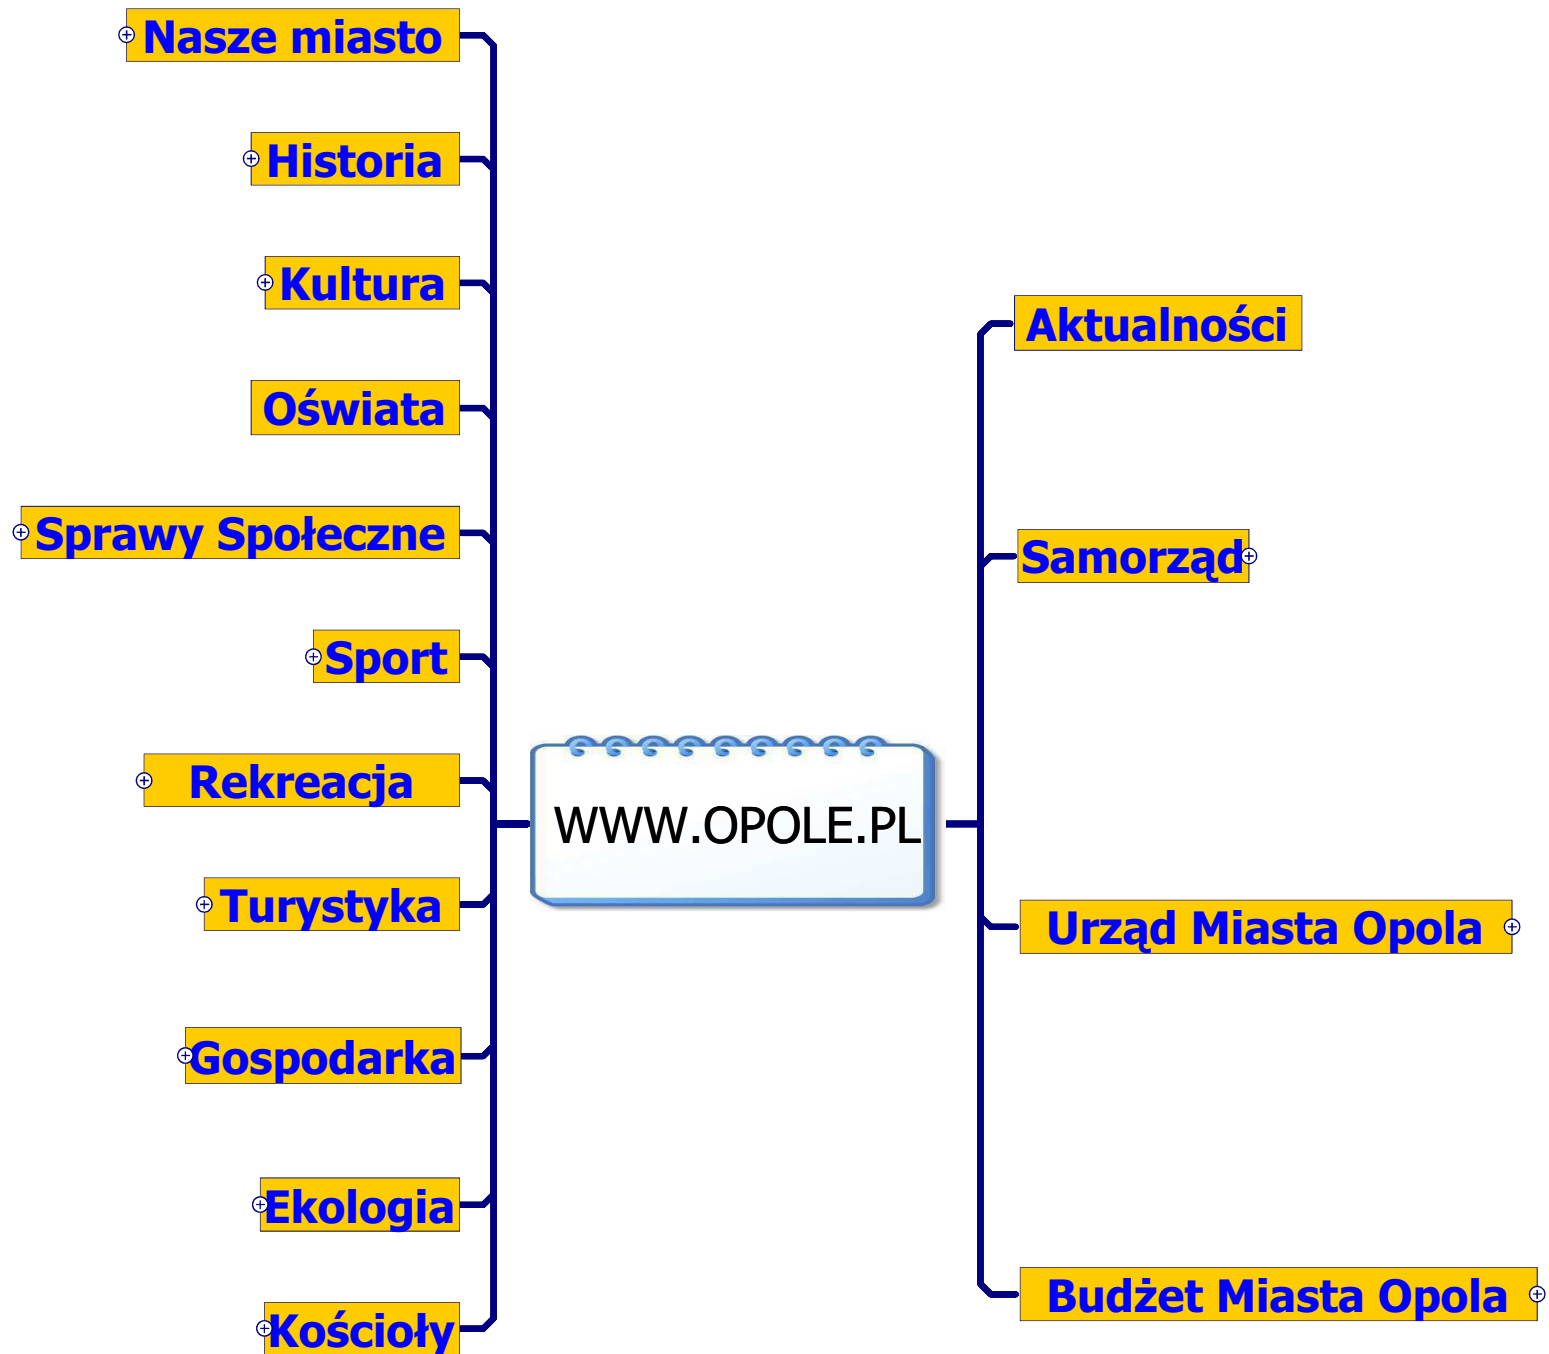 Nasze miasto
Historia
Kultura
Oświata
Sprawy Społeczne
Sport
Rekreacja
Turystyka
Gospodarka
Ekologia
Kościoły
WWW.OPOLE.PL
Aktualności
Samorząd
Urząd Miasta Opola
Budżet Miasta Opola